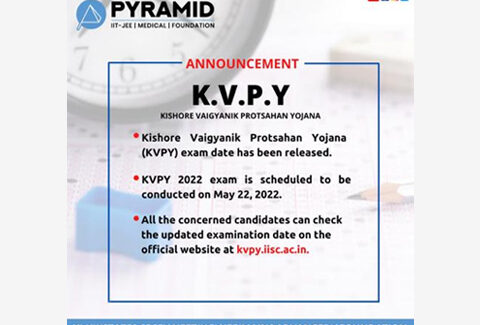 PYRAMID
IIT-JEE | MEDICAL | FOUNDATION
ANNOUNCEMENT
K.V.P.Y
KISHORE VAIGYANIK PROTSAHAN YOJANA
• Kishore Vaigyanik Protsahan Yojana
(KVPY) exam date has been released.
• KVPY 2022 exam is scheduled to be
conducted on May 22, 2022.
• All the concerned candidates can check
the updated examination date on the
official website at kvpy.iisc.ac.in.